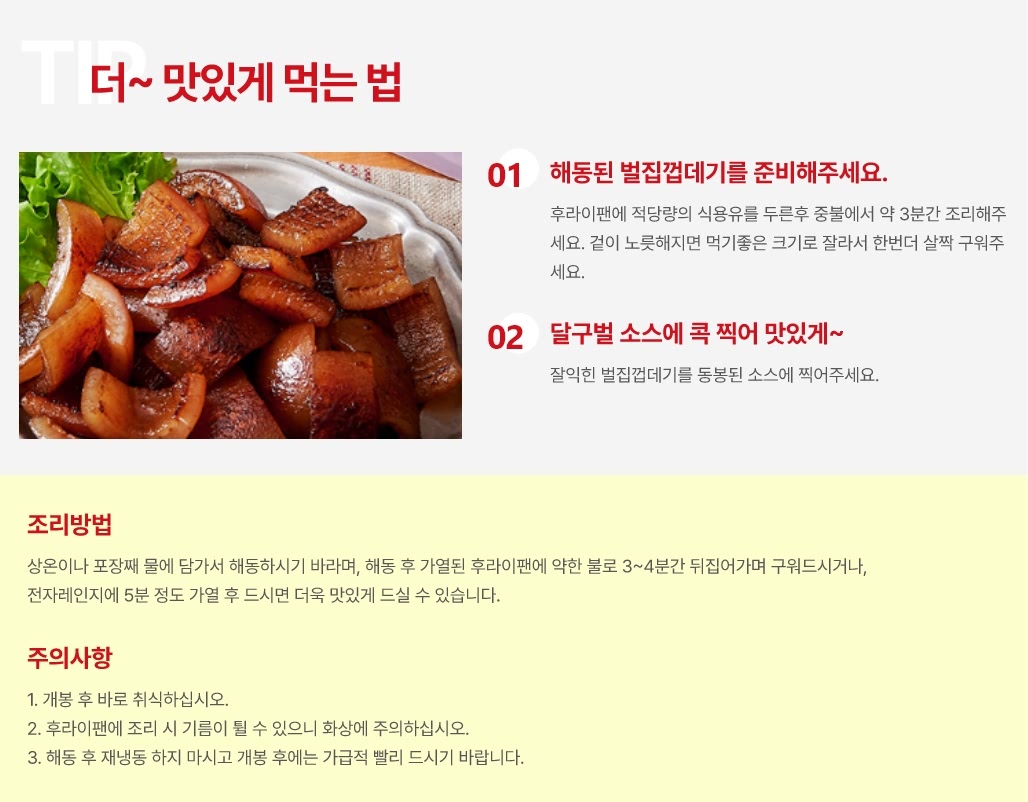 TIP
더~ 맛있게 먹는 법
01
해동된 벌집껍데기를 준비해주세요.
후라이팬에 적당량의 식용유를 두른후 중불에서 약 3분간 조리해주
세요. 겉이 노릇해지면 먹기좋은 크기로 잘라서 한번더 살짝 구워주
세요.
02
달구벌 소스에 콕 찍어 맛있게~
잘익힌 벌집껍데기를 동봉된 소스에 찍어주세요.
조리방법
상온이나 포장째 물에 담가서 해동하시기 바라며, 해동 후 가열된 후라이팬에 약한 불로 3~4분간 뒤집어가며 구워드시거나,
전자레인지에 5분 정도 가열 후 드시면 더욱 맛있게 드실 수 있습니다.
주의사항
1. 개봉 후 바로 취식하십시오.
2. 후라이팬에 조리 시 기름이 튈 수 있으니 화상에 주의하십시오.
3. 해동 후 재냉동 하지 마시고 개봉 후에는 가급적 빨리 드시기 바랍니다.